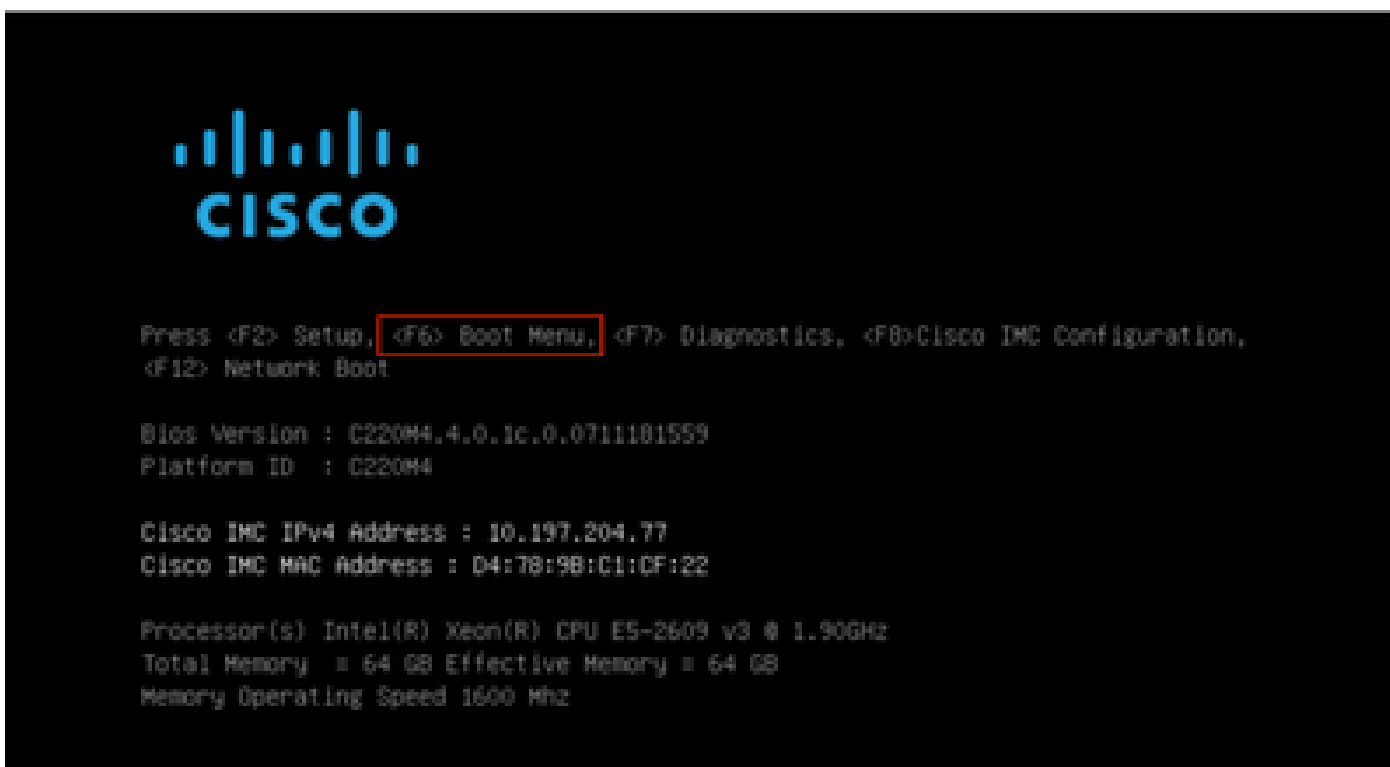 CISCO
Press <F2> Setup, <F6> Boot Menu, <F7> Diagnostics, <F8>Cisco IMC Configuration,
<F12> Network Boot
Bios Version : C220M4.4.0.1c.0.0711181559
Platform ID : C220M4
Cisco IMC IPv4 Address : 10.197.204.77
Cisco IMC MAC Address : D4:78:9B:C1:CF:22
Processor(s) Intel(R) Xeon(R) CPU E5-2609 v3 @ 1.90GHz
Total Memory = 64 GB Effective Memory = 64 GB
Memory Operating Speed 1600 Mhz